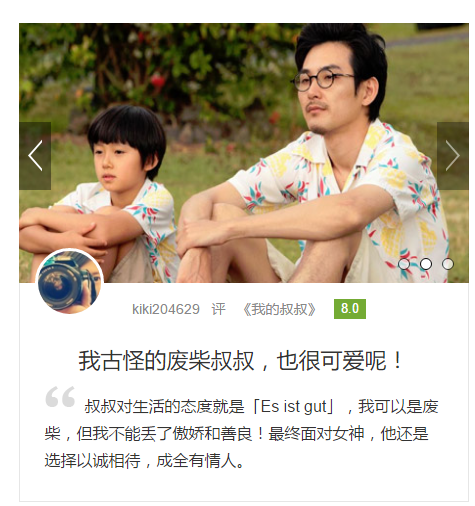 kiki204629 评 《我的叔叔》 8.0
我古怪的废柴叔叔，也很可爱呢！
叔叔对生活的态度就是「Es ist gut」，我可以是废
柴，但我不能丢了傲娇和善良！最终面对女神，他还是
选择以诚相待，成全有情人。